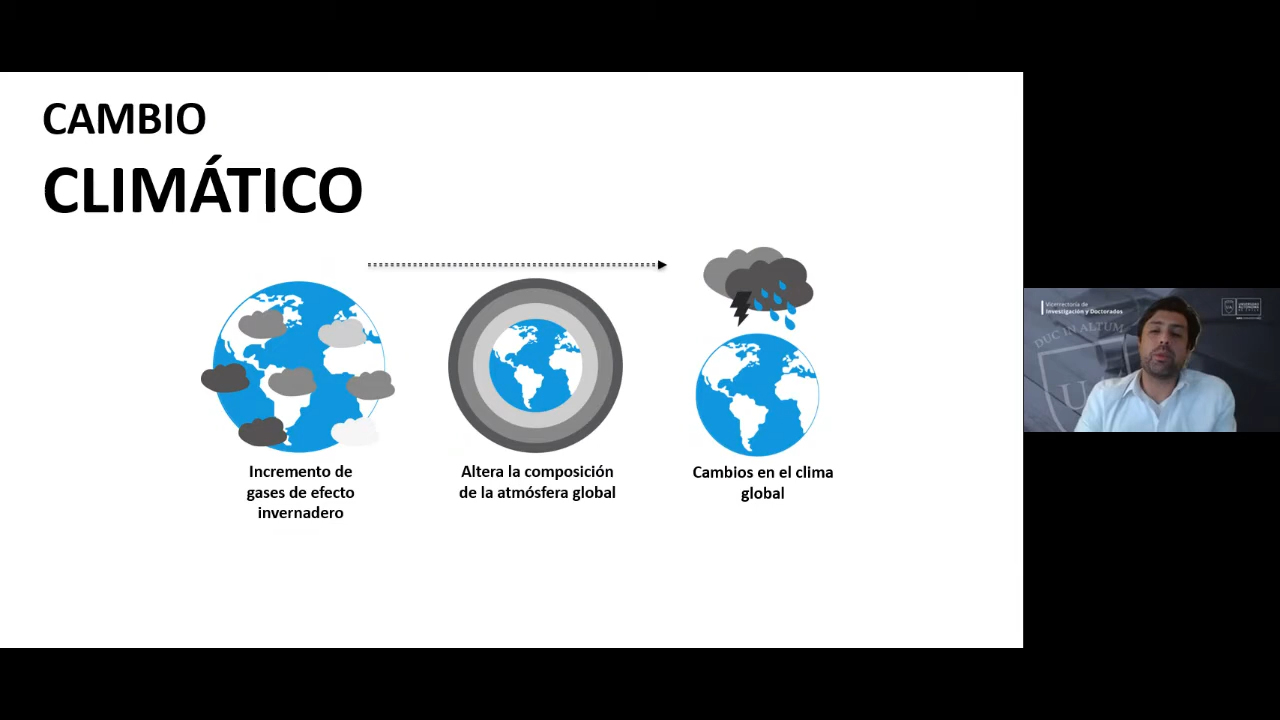 CAMBIO
CLIMÁTICO
Incremento de
gases de efecto
invernadero
Altera la composición
de la atmósfera global
Cambios en el clima
global
Vicerrectoría de
Investigación y Doctorados
DUC IN ALTUM